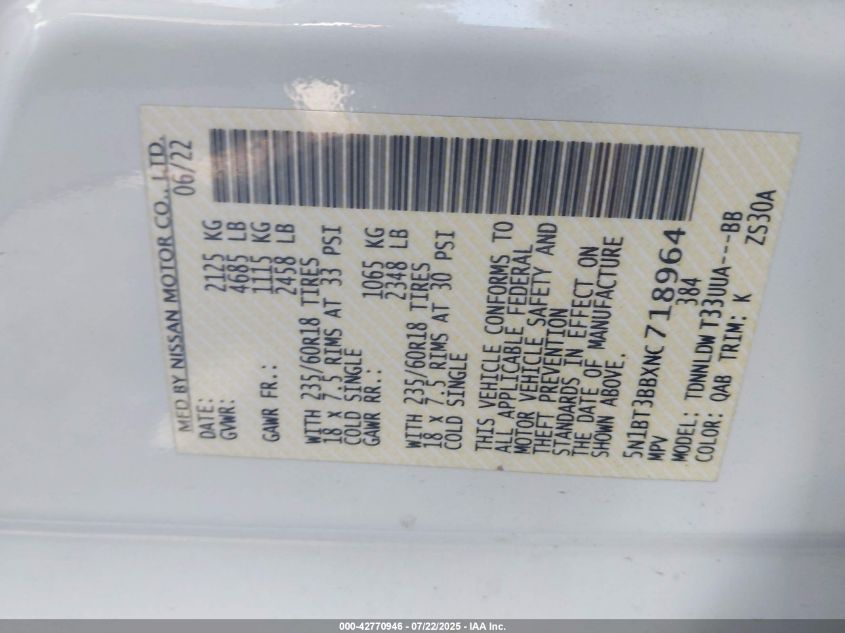 MFD BY NISSAN MOTOR CO., LTD.
DATE: 06/22
GVWR: 2125 KG
4685 LB
GAWR FR.: 1115 KG
2458 LB
WITH 235/60R18 TIRES
18 X 7.5 RIMS AT 33 PSI
COLD SINGLE
GAWR RR.: 1065 KG
2348 LB
WITH 235/60R18 TIRES
18 X 7.5 RIMS AT 30 PSI
COLD SINGLE
THIS VEHICLE CONFORMS TO
ALL APPLICABLE FEDERAL
MOTOR VEHICLE SAFETY AND
THEFT PREVENTION
STANDARDS IN EFFECT ON
THE DATE OF MANUFACTURE
SHOWN ABOVE.
5N1BT3BBXNC718964
MPV 384
MODEL: TDNNLDWT33UUA---BB
COLOR: QAB TRIM: K ZS30A
000-42770946 - 07/22/2025 - IAA Inc.